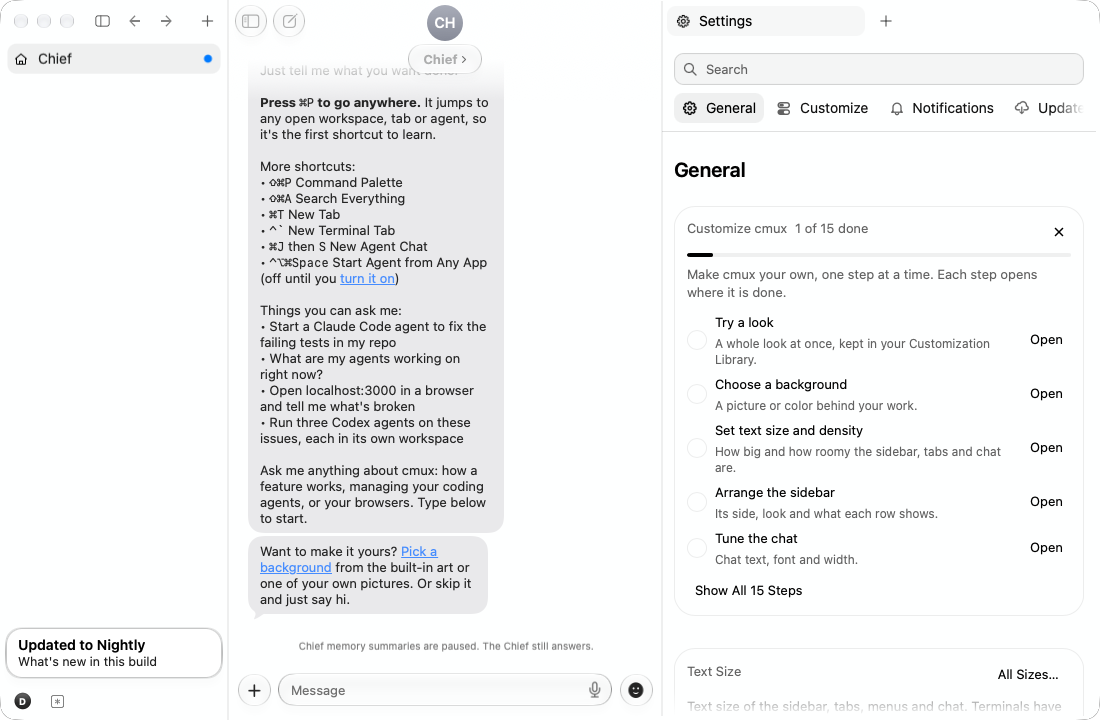 Chief
Updated to Nightly
What's new in this build
D
CH
Chief
Just tell me what you want done.
Press ⌘P to go anywhere. It jumps to
any open workspace, tab or agent, so
it's the first shortcut to learn.
More shortcuts:
• ⇧⌘P Command Palette
• ⇧⌘A Search Everything
• ⌘T New Tab
• ^` New Terminal Tab
• ⌘J then S New Agent Chat
• ^⌥⌘Space Start Agent from Any App
(off until you turn it on)
Things you can ask me:
• Start a Claude Code agent to fix the
failing tests in my repo
• What are my agents working on
right now?
• Open localhost:3000 in a browser
and tell me what's broken
• Run three Codex agents on these
issues, each in its own workspace
Ask me anything about cmux: how a
feature works, managing your coding
agents, or your browsers. Type below
to start.
Want to make it yours? Pick a
background from the built-in art or
one of your own pictures. Or skip it
and just say hi.
Chief memory summaries are paused. The Chief still answers.
Message
Settings
Search
General Customize Notifications Update
General
Customize cmux 1 of 15 done
Make cmux your own, one step at a time. Each step opens
where it is done.
Try a look
A whole look at once, kept in your Customization
Library.
Open
Choose a background
A picture or color behind your work.
Open
Set text size and density
How big and how roomy the sidebar, tabs and chat
are.
Open
Arrange the sidebar
Its side, look and what each row shows.
Open
Tune the chat
Chat text, font and width.
Open
Show All 15 Steps
Text Size
All Sizes...
Text size of the sidebar, tabs, menus and chat. Terminals have